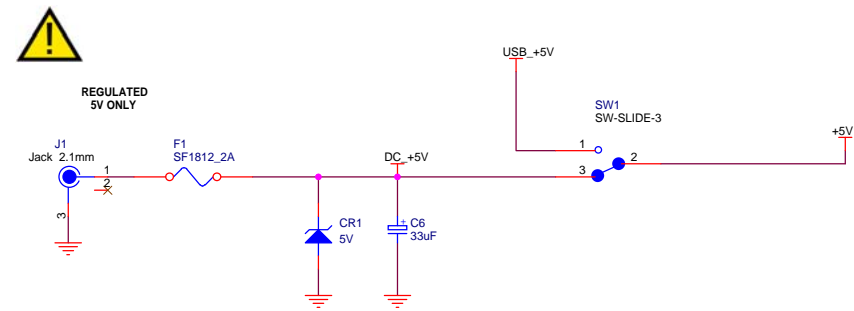 USB_+5V
REGULATED
5V ONLY
SW1
SW-SLIDE-3
+5V
J1
Jack 2.1mm
F1
SF1812_2A
DC_+5V
1
2
3
1
2
3
CR1
5V
+
C6
33uF
!